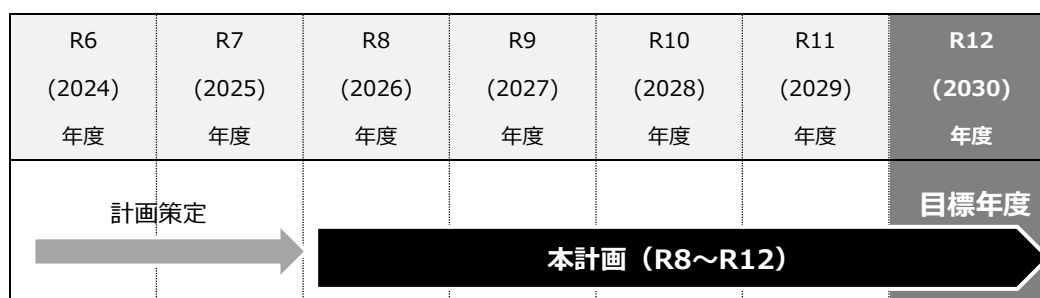 R6 R7 R8 R9 R10 R11 R12
(2024) (2025) (2026) (2027) (2028) (2029) (2030)
年度 年度 年度 年度 年度 年度 年度
計画策定 目標年度
本計画（R8～R12）